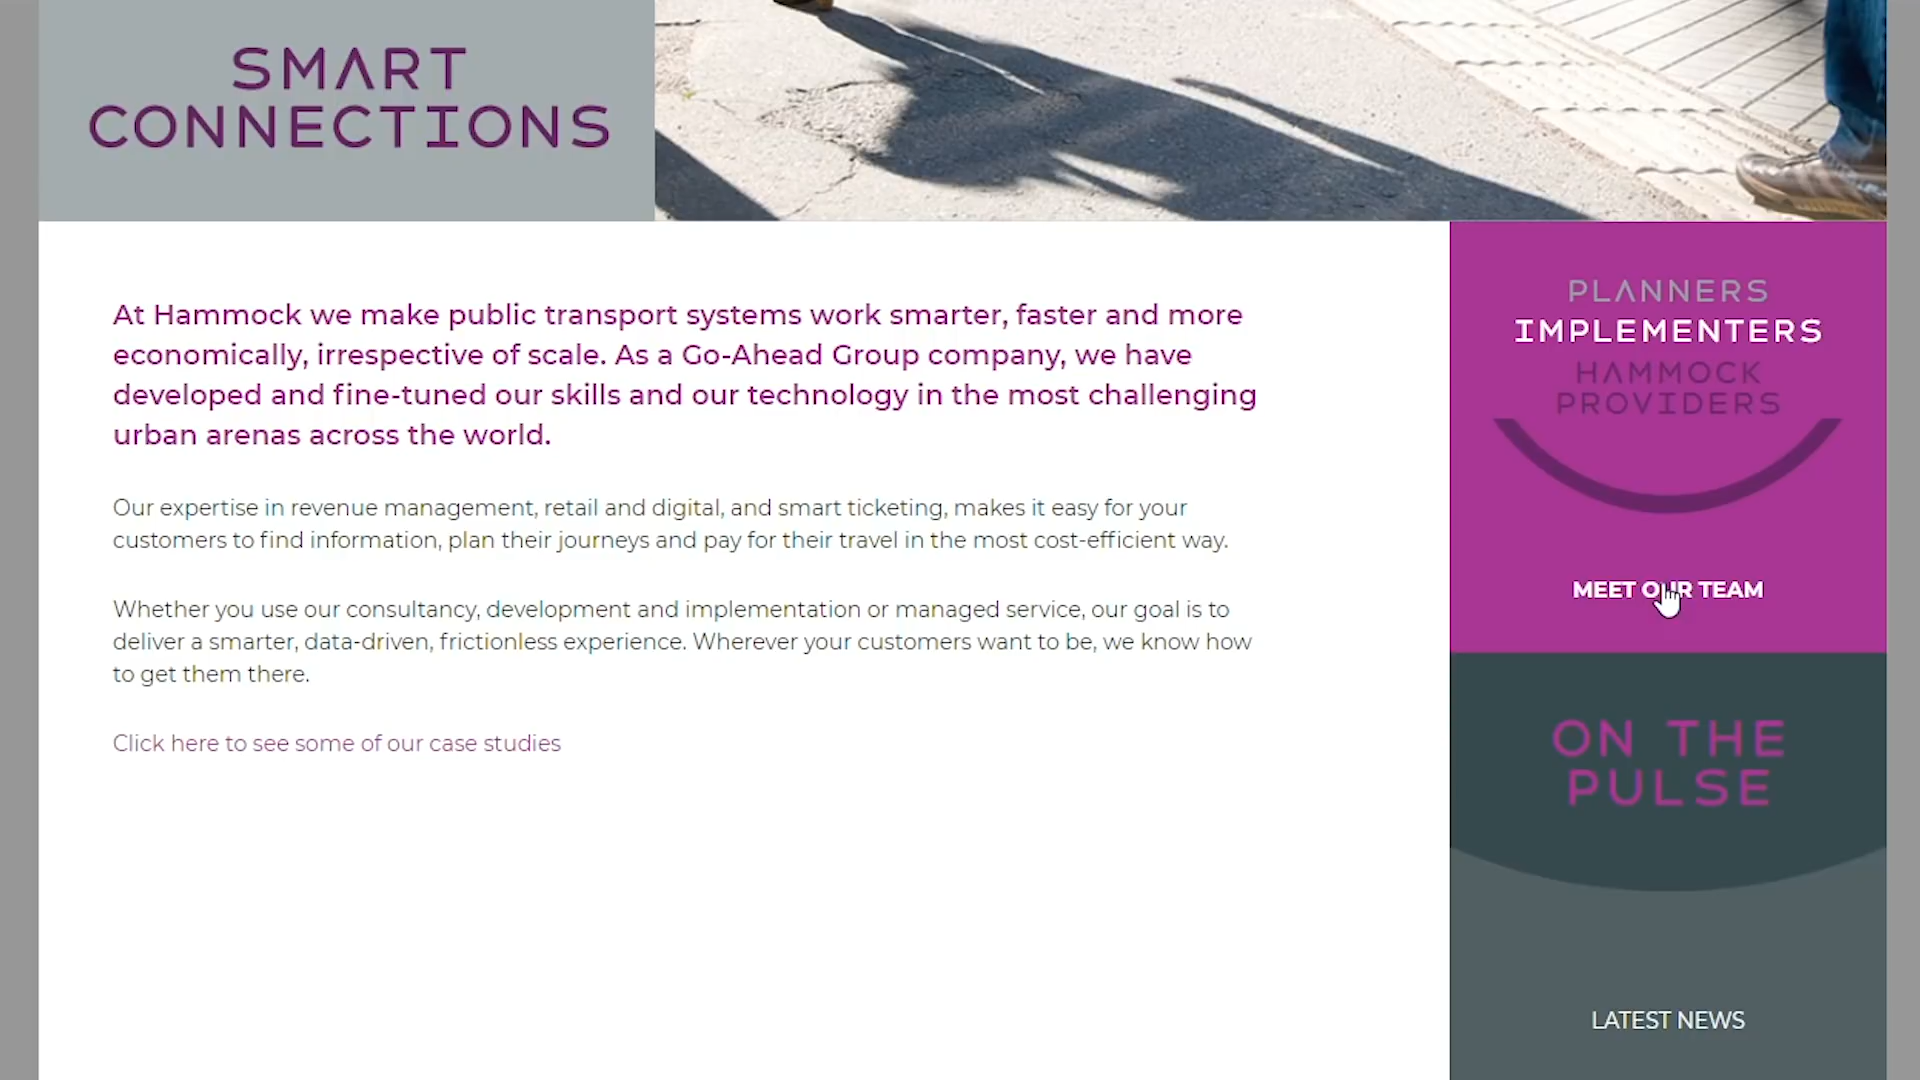 SMART
CONNECTIONS
At Hammock we make public transport systems work smarter, faster and more
economically, irrespective of scale. As a Go-Ahead Group company, we have
developed and fine-tuned our skills and our technology in the most challenging
urban arenas across the world.
Our expertise in revenue management, retail and digital, and smart ticketing, makes it easy for your
customers to find information, plan their journeys and pay for their travel in the most cost-efficient way.
Whether you use our consultancy, development and implementation or managed service, our goal is to
deliver a smarter, data-driven, frictionless experience. Wherever your customers want to be, we know how
to get them there.
Click here to see some of our case studies
PLANNERS
IMPLEMENTERS
HAMMOCK
PROVIDERS
MEET OUR TEAM
ON THE
PULSE
LATEST NEWS